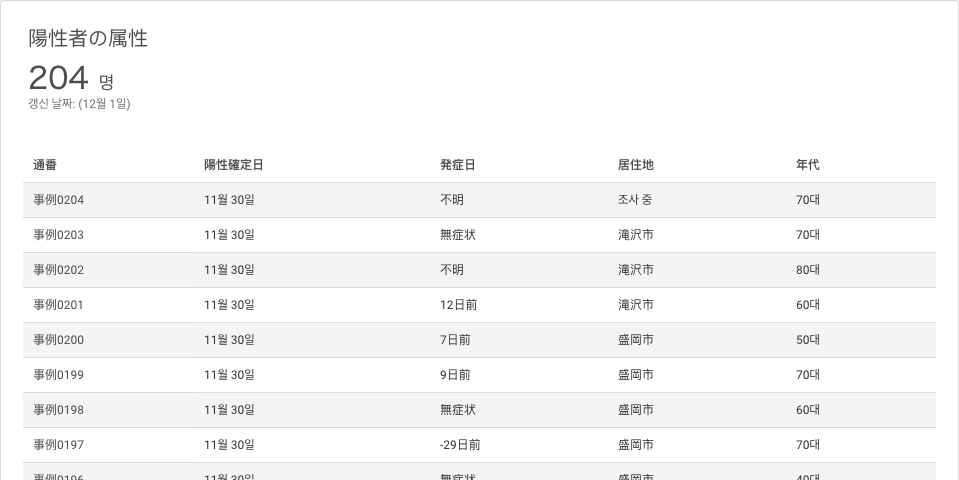 陽性者の属性
204 명
갱신 날짜: (12월 1일)
通番 陽性確定日 発症日 居住地 年代
事例0204 11월 30일 不明 조사 중 70대
事例0203 11월 30일 無症状 滝沢市 70대
事例0202 11월 30일 不明 滝沢市 80대
事例0201 11월 30일 12日前 滝沢市 60대
事例0200 11월 30일 7日前 盛岡市 50대
事例0199 11월 30일 9日前 盛岡市 70대
事例0198 11월 30일 無症状 盛岡市 60대
事例0197 11월 30일 -29日前 盛岡市 70대
事例0196 11월 30일 無症状 盛岡市 40대